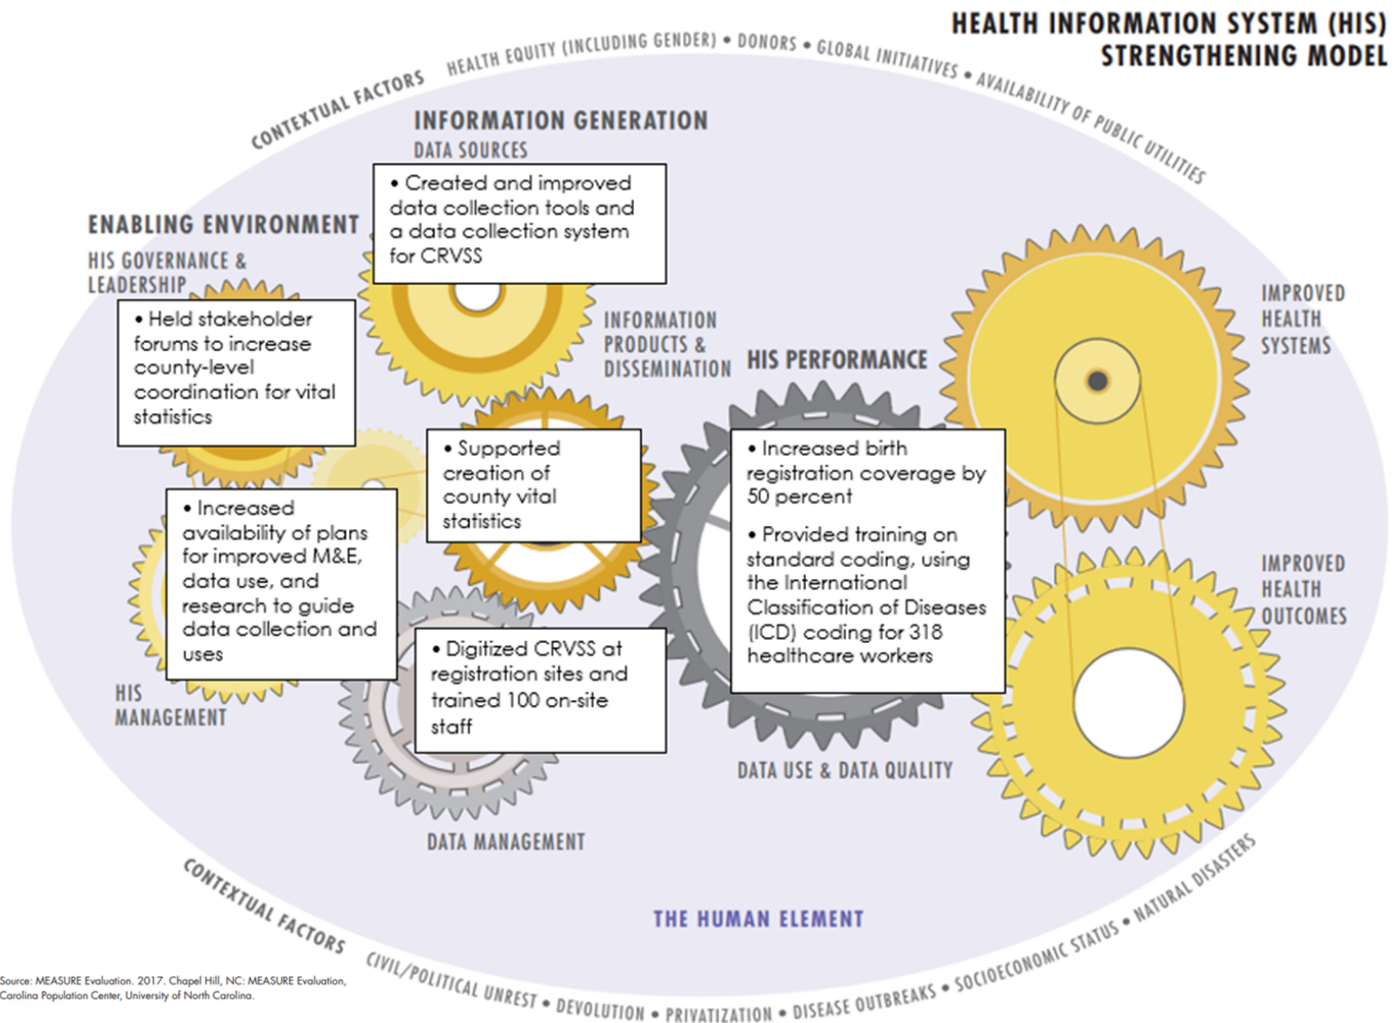 HEALTH INFORMATION SYSTEM (HIS)
STRENGTHENING MODEL
CONTEXTUAL FACTORS
HEALTH EQUITY (INCLUDING GENDER) • DONORS • GLOBAL INITIATIVES • AVAILABILITY OF PUBLIC UTILITIES
INFORMATION GENERATION
DATA SOURCES
• Created and improved
data collection tools and
a data collection system
for CRVSS
ENABLING ENVIRONMENT
HIS GOVERNANCE &
LEADERSHIP
• Held stakeholder
forums to increase
county-level
coordination for vital
statistics
INFORMATION
PRODUCTS &
DISSEMINATION
• Supported
creation of
county vital
statistics
• Increased
availability of plans
for improved M&E,
data use, and
research to guide
data collection and
uses
HIS
MANAGEMENT
• Digitized CRVSS at
registration sites and
trained 100 on-site
staff
DATA MANAGEMENT
HIS PERFORMANCE
• Increased birth
registration coverage by
50 percent
• Provided training on
standard coding, using
the International
Classification of Diseases
(ICD) coding for 318
healthcare workers
DATA USE & DATA QUALITY
IMPROVED
HEALTH
SYSTEMS
IMPROVED
HEALTH
OUTCOMES
THE HUMAN ELEMENT
CONTEXTUAL FACTORS
CIVIL/POLITICAL UNREST • DEVOLUTION • PRIVATIZATION • DISEASE OUTBREAKS • SOCIOECONOMIC STATUS • NATURAL DISASTERS
Source: MEASURE Evaluation. 2017. Chapel Hill, NC: MEASURE Evaluation,
Carolina Population Center, University of North Carolina.